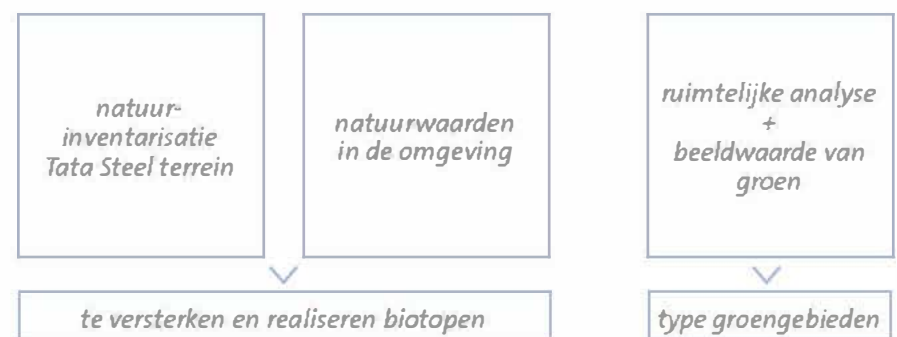 natuur-
inventarisatie
Tata Steel terrein
natuurwaarden
in de omgeving
ruimtelijke analyse
+
beeldwaarde van
groen
te versterken en realiseren biotopen
type groengebieden